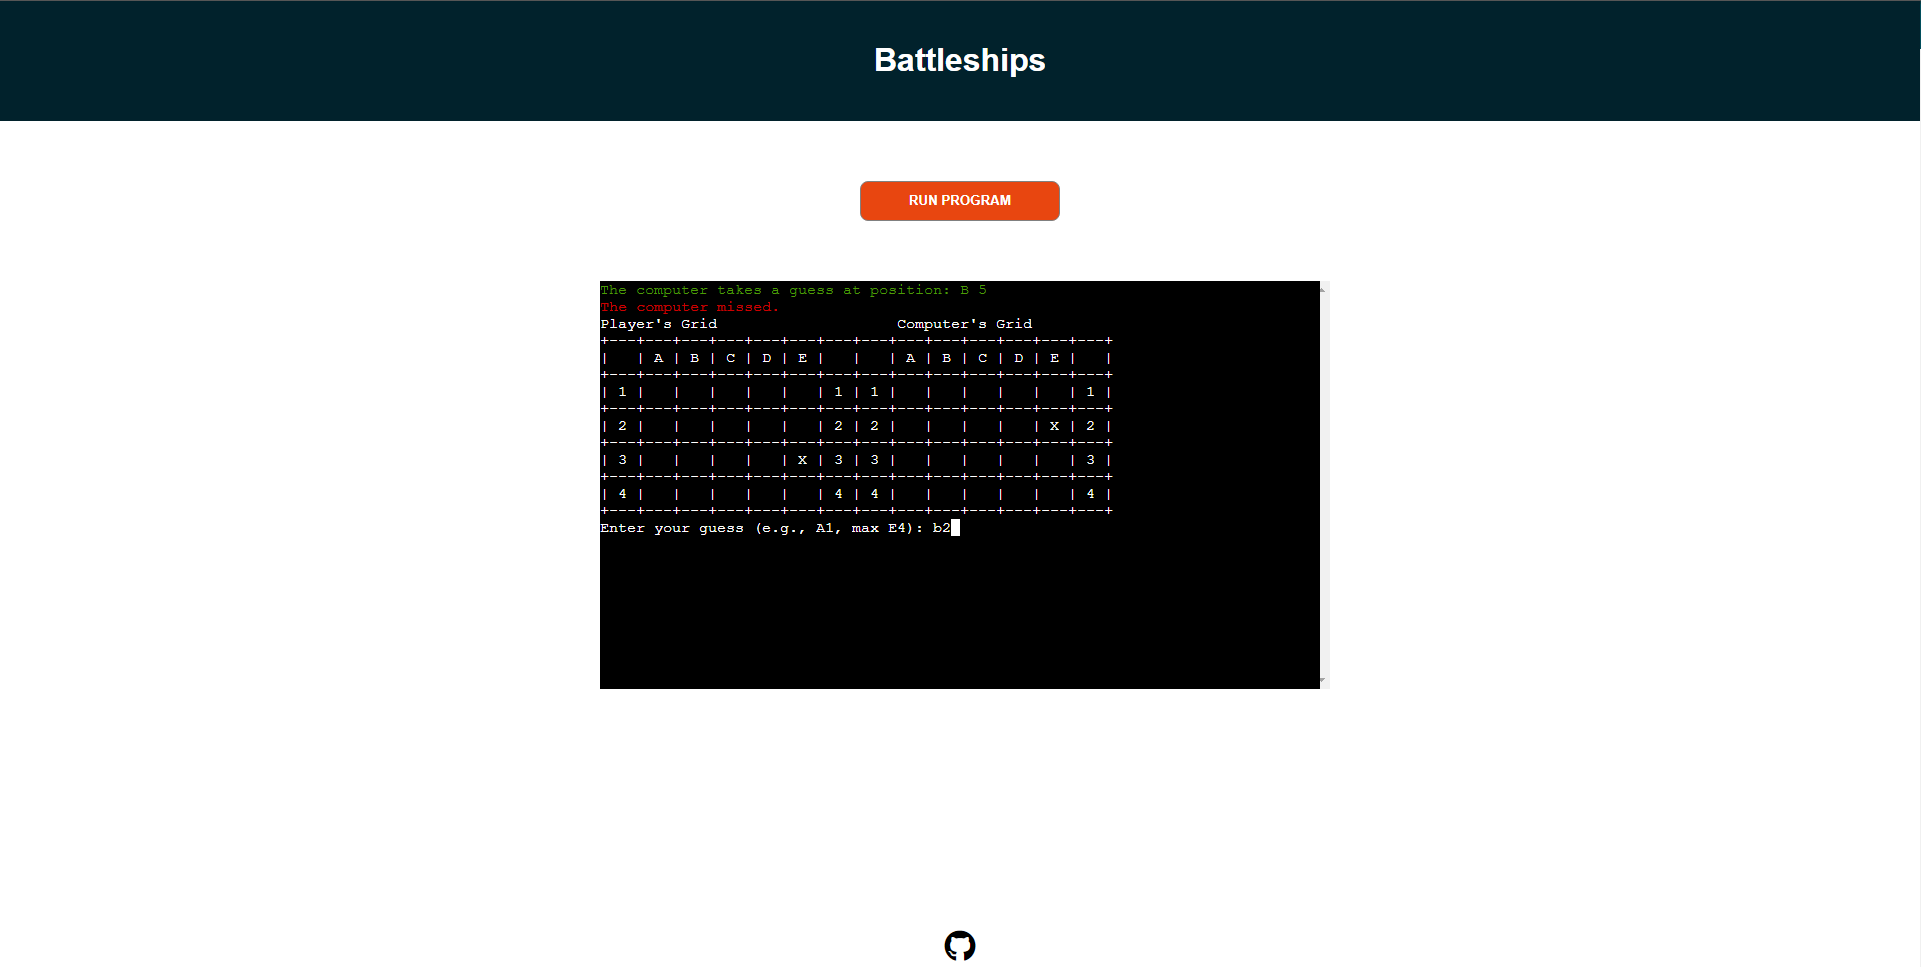 Battleships
RUN PROGRAM
The computer takes a guess at position: B 5
The computer missed.
Player's Grid                    Computer's Grid
+---+---+---+---+---+---+---+---+---+---+---+---+---+---+
|   | A | B | C | D | E |   |   | A | B | C | D | E |   |
+---+---+---+---+---+---+---+---+---+---+---+---+---+---+
| 1 |   |   |   |   |   | 1 | 1 |   |   |   |   |   | 1 |
+---+---+---+---+---+---+---+---+---+---+---+---+---+---+
| 2 |   |   |   |   |   | 2 | 2 |   |   |   |   | X | 2 |
+---+---+---+---+---+---+---+---+---+---+---+---+---+---+
| 3 |   |   |   |   | X | 3 | 3 |   |   |   |   |   | 3 |
+---+---+---+---+---+---+---+---+---+---+---+---+---+---+
| 4 |   |   |   |   |   | 4 | 4 |   |   |   |   |   | 4 |
+---+---+---+---+---+---+---+---+---+---+---+---+---+---+
Enter your guess (e.g., A1, max E4): b2